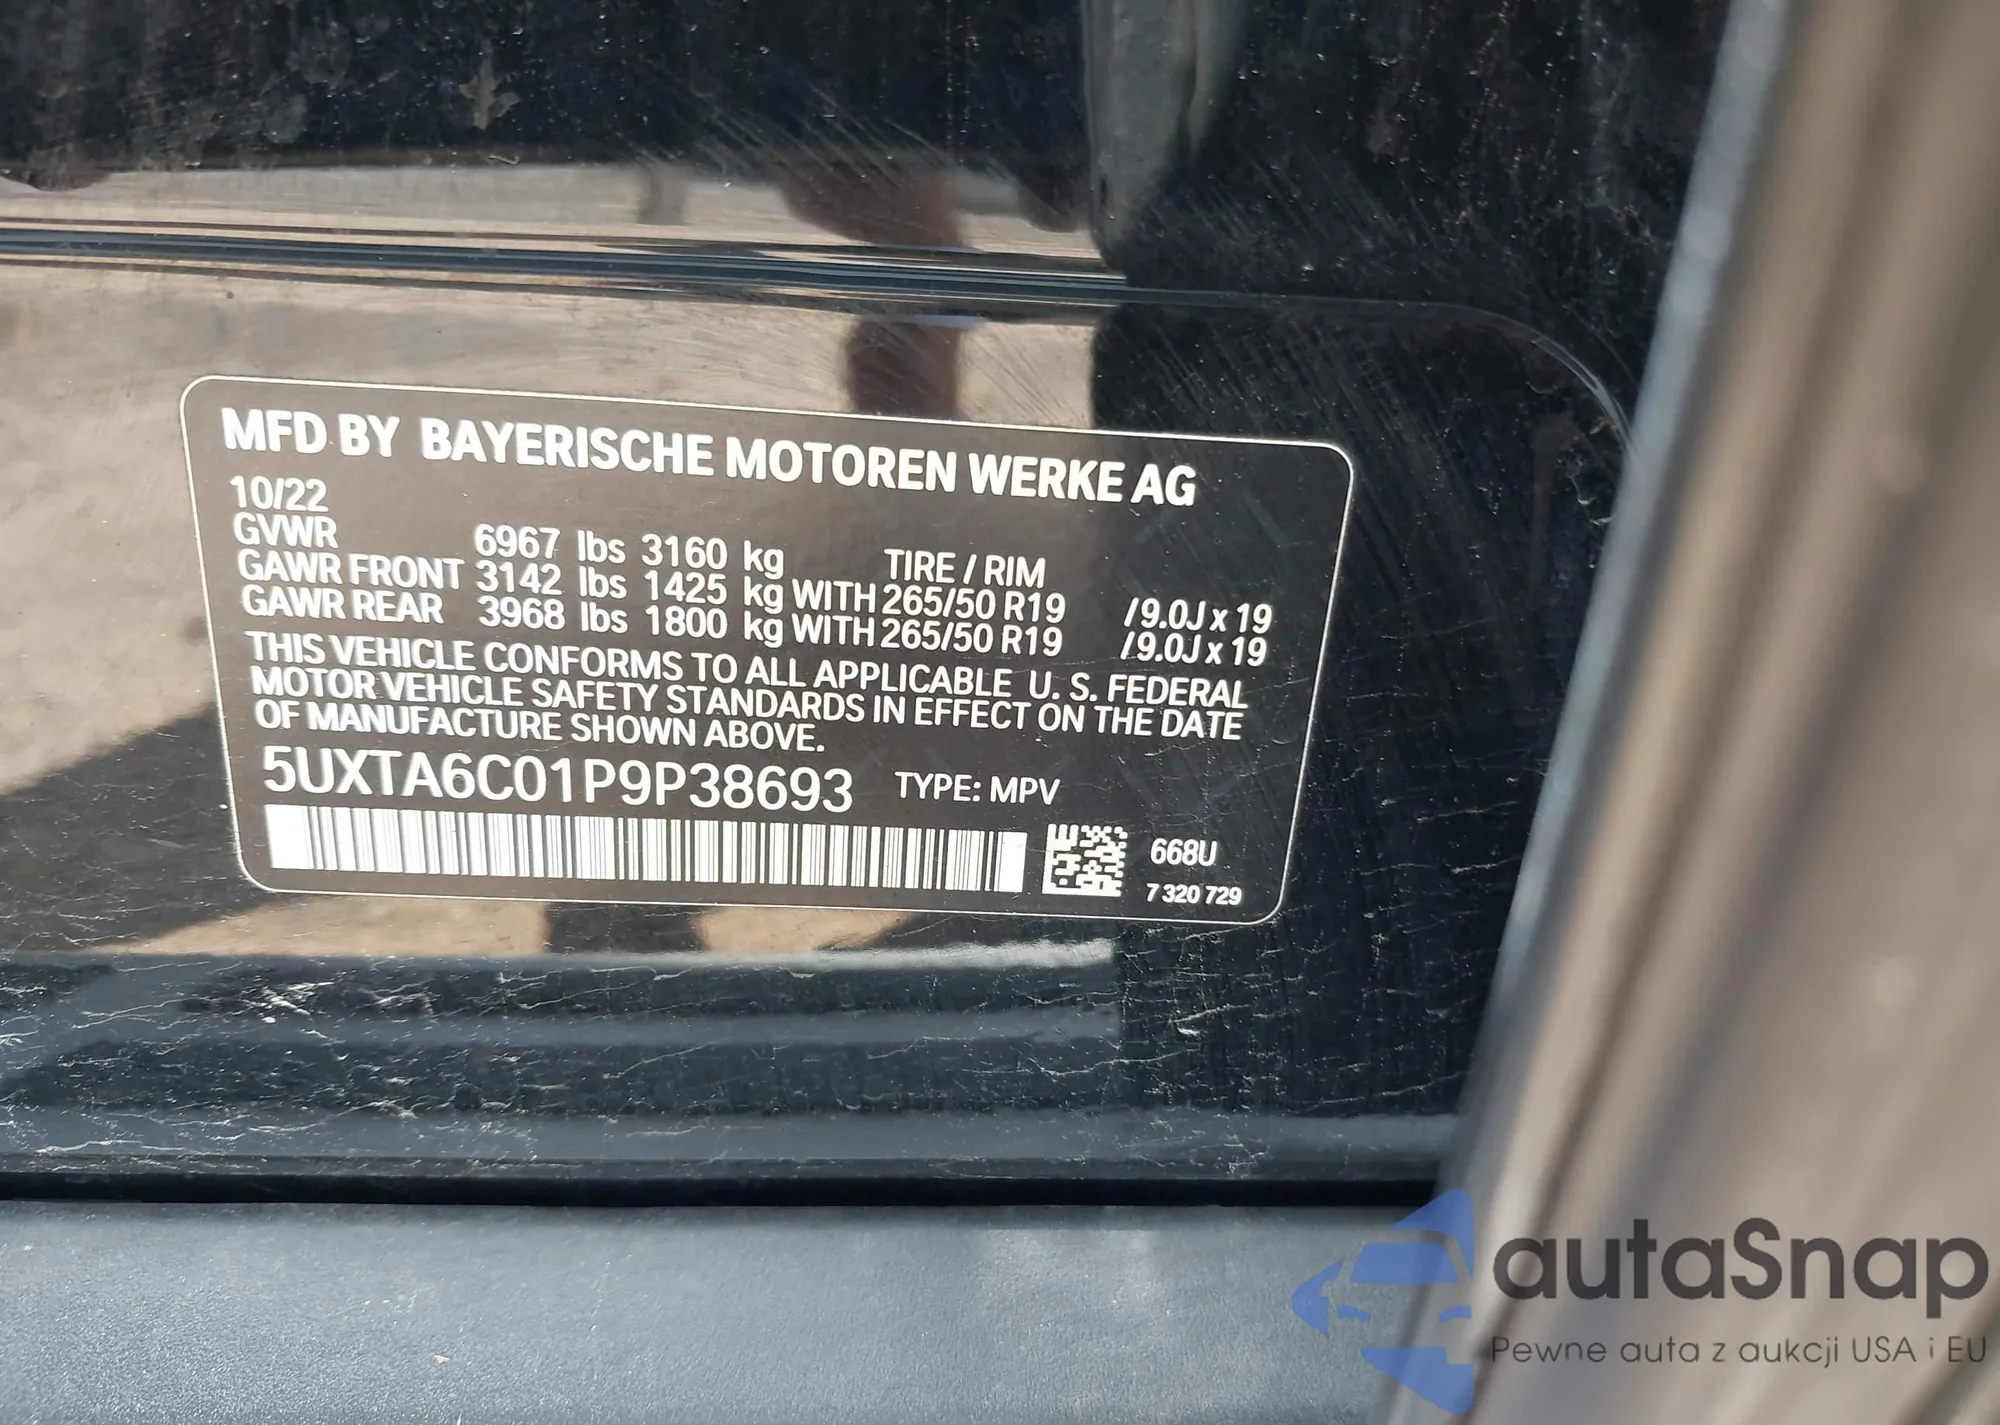 MFD BY BAYERISCHE MOTOREN WERKE AG
10/22
GVWR 6967 lbs 3160 kg TIRE / RIM
GAWR FRONT 3142 lbs 1425 kg WITH 265/50 R19 /9.0J x 19
GAWR REAR 3968 lbs 1800 kg WITH 265/50 R19 /9.0J x 19
THIS VEHICLE CONFORMS TO ALL APPLICABLE U. S. FEDERAL
MOTOR VEHICLE SAFETY STANDARDS IN EFFECT ON THE DATE
OF MANUFACTURE SHOWN ABOVE.
5UXTA6C01P9P38693 TYPE: MPV
668U
7 320 729
autaSnap
Pewne auta z aukcji USA i EU